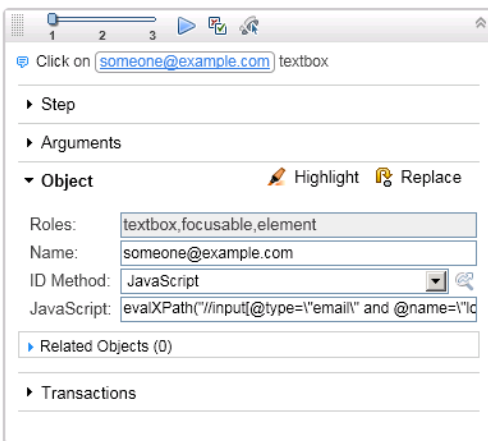 1 2 3
Click on someone@example.com textbox
Step
Arguments
Object Highlight Replace
Roles: textbox,focusable,element
Name: someone@example.com
ID Method: JavaScript
JavaScript: evalXPath("//input[@type=\"email\" and @name=\"lo
Related Objects (0)
Transactions